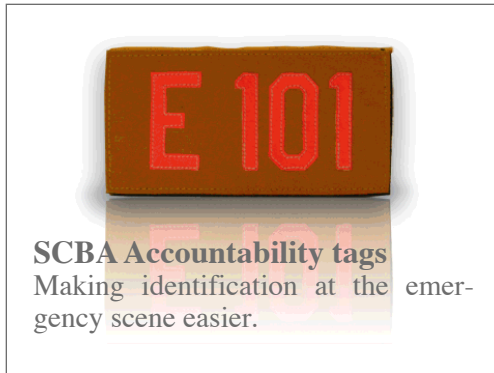 E 101
SCBA Accountability tags
Making identification at the emer-
gency scene easier.